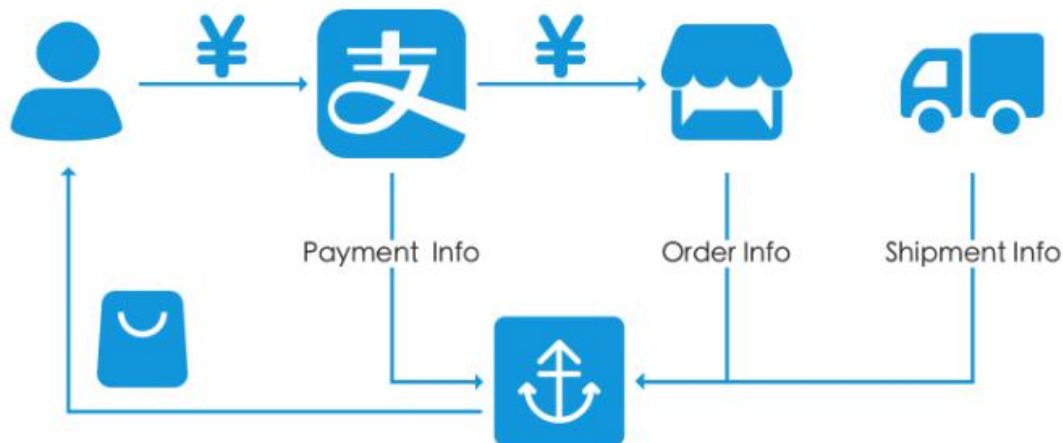 ¥ ¥
支
Payment Info Order Info Shipment Info